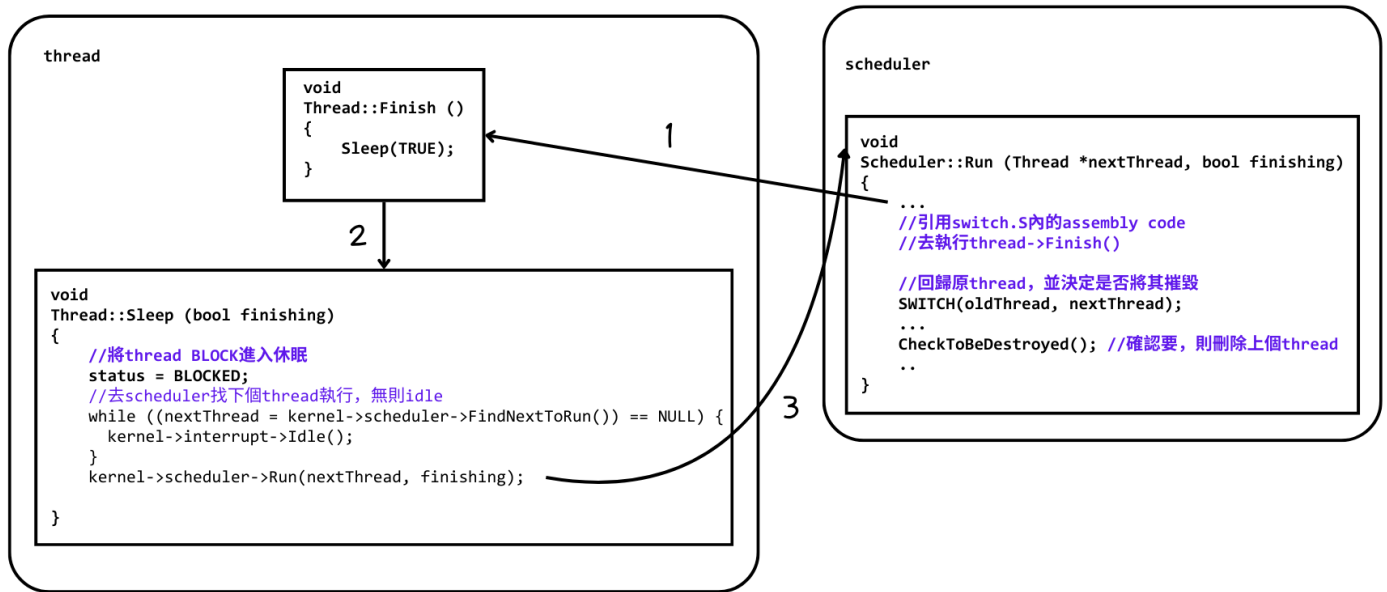 thread
void
Thread::Finish ()
{
Sleep(TRUE);
}
1
2
void
Thread::Sleep (bool finishing)
{
//將thread BLOCK進入休眠
status = BLOCKED;
//去scheduler找下個thread執行，無則idle
while ((nextThread = kernel->scheduler->FindNextToRun()) == NULL) {
kernel->interrupt->Idle();
}
kernel->scheduler->Run(nextThread, finishing);
}
3
scheduler
void
Scheduler::Run (Thread *nextThread, bool finishing)
{
...
//引用switch.S內的assembly code
//去執行thread->Finish()
//回歸原thread，並決定是否將其摧毀
SWITCH(oldThread, nextThread);
...
CheckToBeDestroyed(); //確認要，則刪除上個thread
..
}